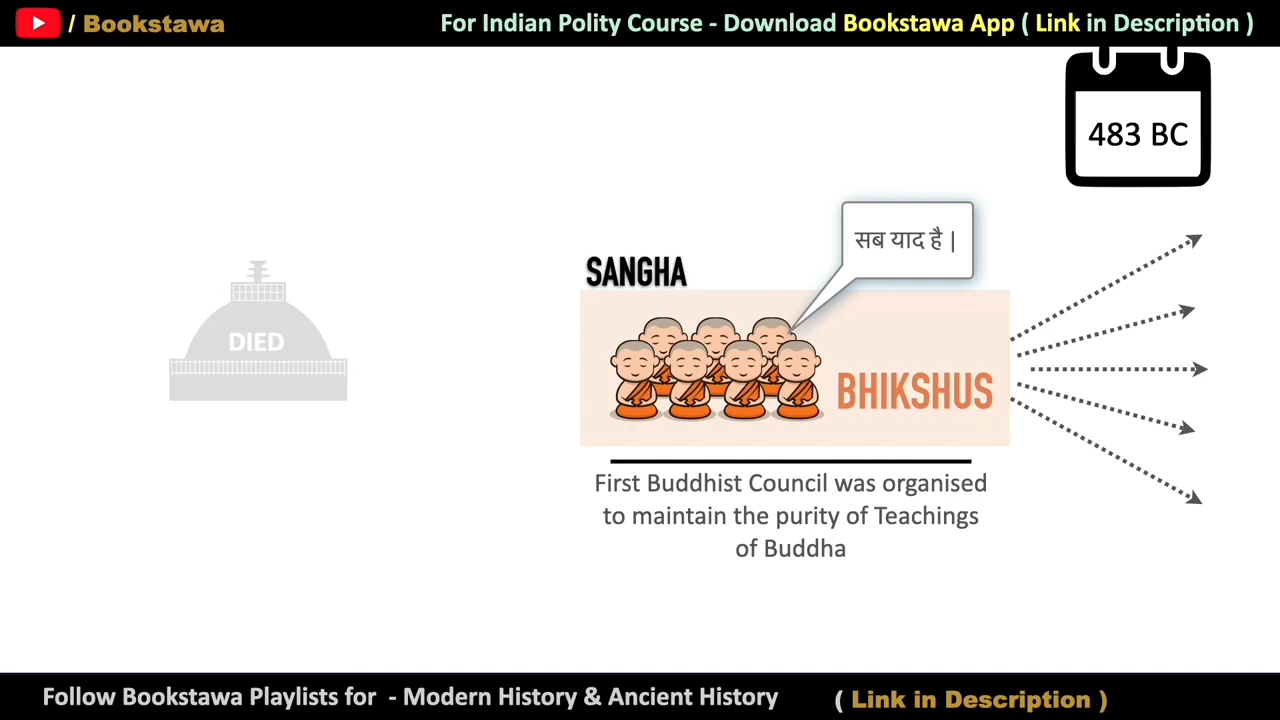 / Bookstawa
For Indian Polity Course - Download Bookstawa App ( Link in Description )
483 BC
सब याद है |
SANGHA
DIED
BHIKSHUS
First Buddhist Council was organised
to maintain the purity of Teachings
of Buddha
Follow Bookstawa Playlists for - Modern History & Ancient History
( Link in Description )